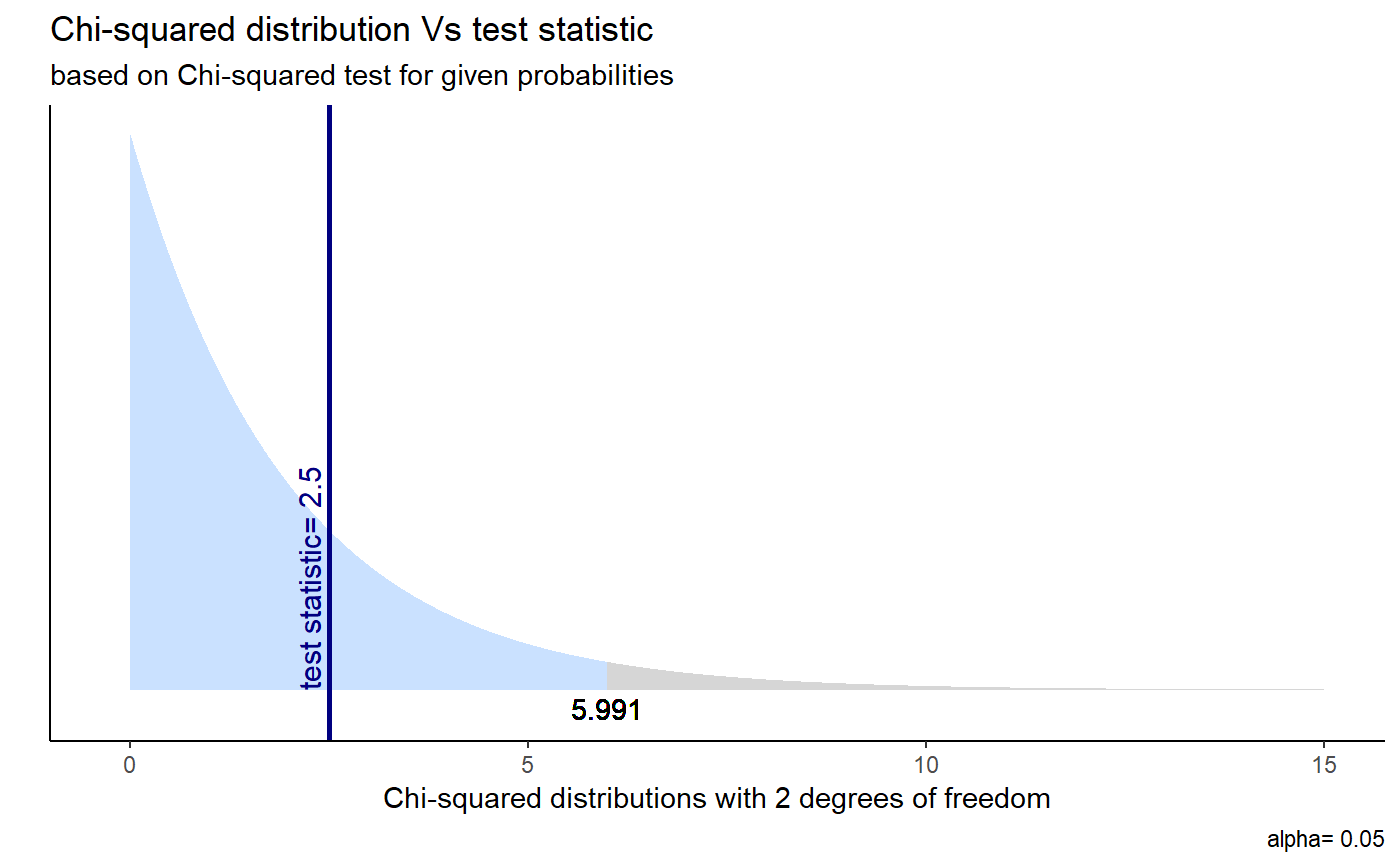 Chi-squared distribution Vs test statistic
based on Chi-squared test for given probabilities
test statistic= 2.5
5.991
0 5 10 15
Chi-squared distributions with 2 degrees of freedom
alpha= 0.05